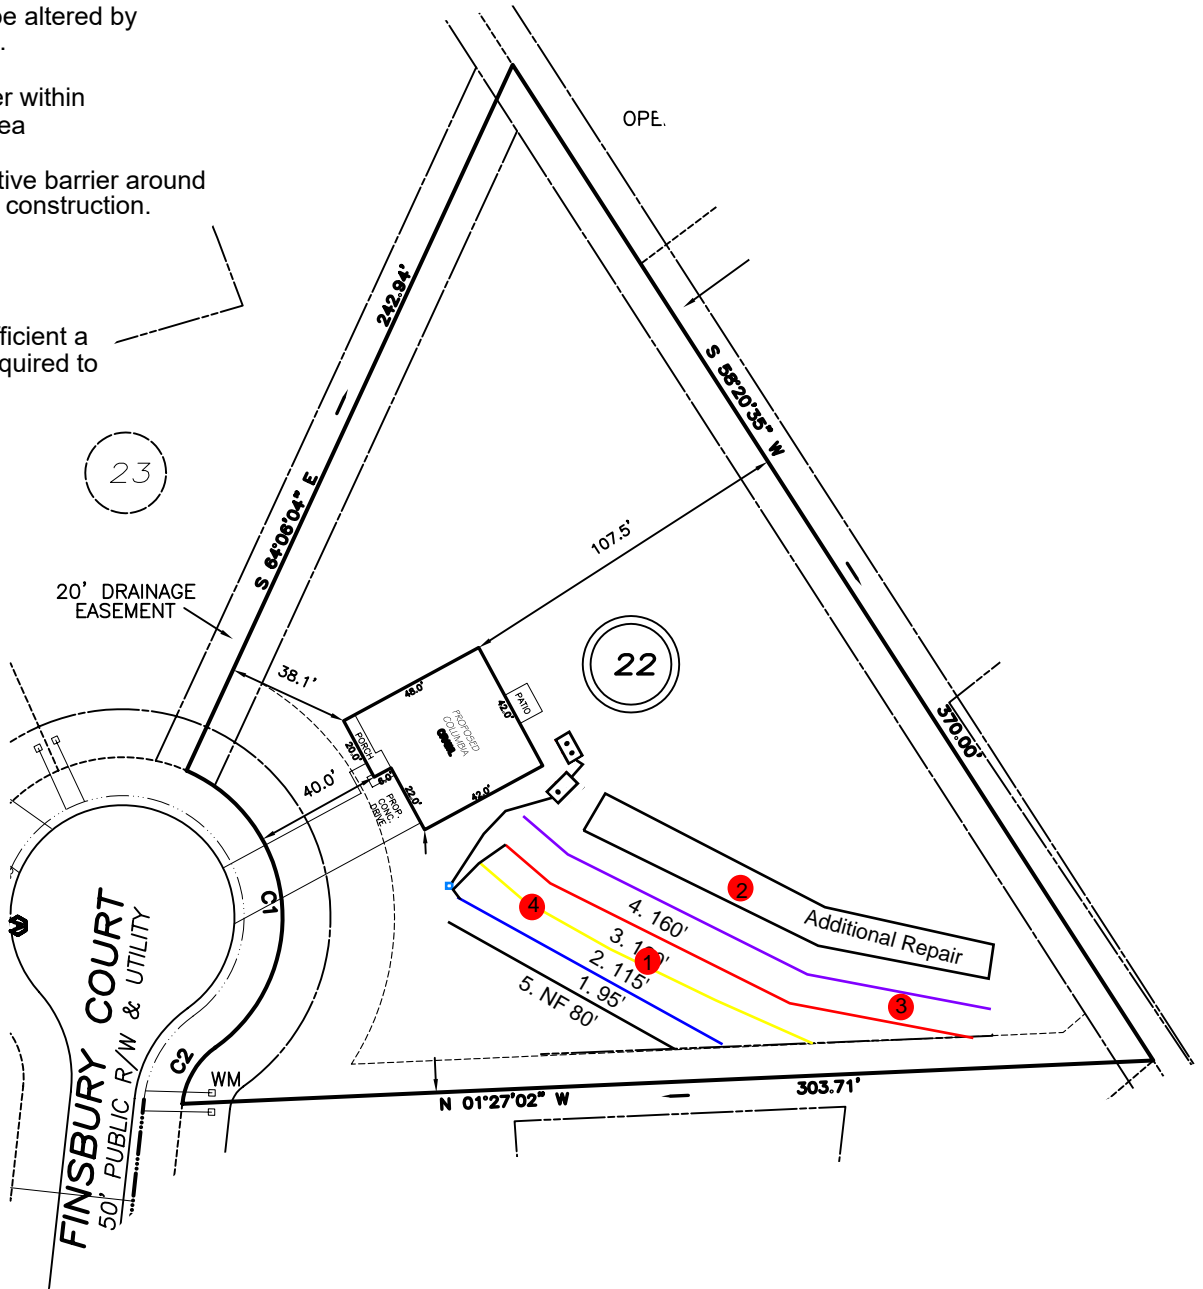 be altered by
.
er within
ea
tive barrier around
construction.
ficient a
quired to
OPE.
242.94'
S 64°06'04" E
S 58°20'35" W
370.00'
107.5'
23
22
20' DRAINAGE
EASEMENT
38.1'
40.0'
48.0'
42.0'
PATIO
PROPOSED
COLUMBIA
PORCH
20.0'
6.0'
22.0'
42.0'
PROP.
CONC.
DRIVE
C1
C2
WM
FINSBURY COURT
50' PUBLIC R/W & UTILITY
2
Additional Repair
4
4. 160'
3.
1
2. 115'
1. 95'
5. NF 80'
3
N 01°27'02" W
303.71'